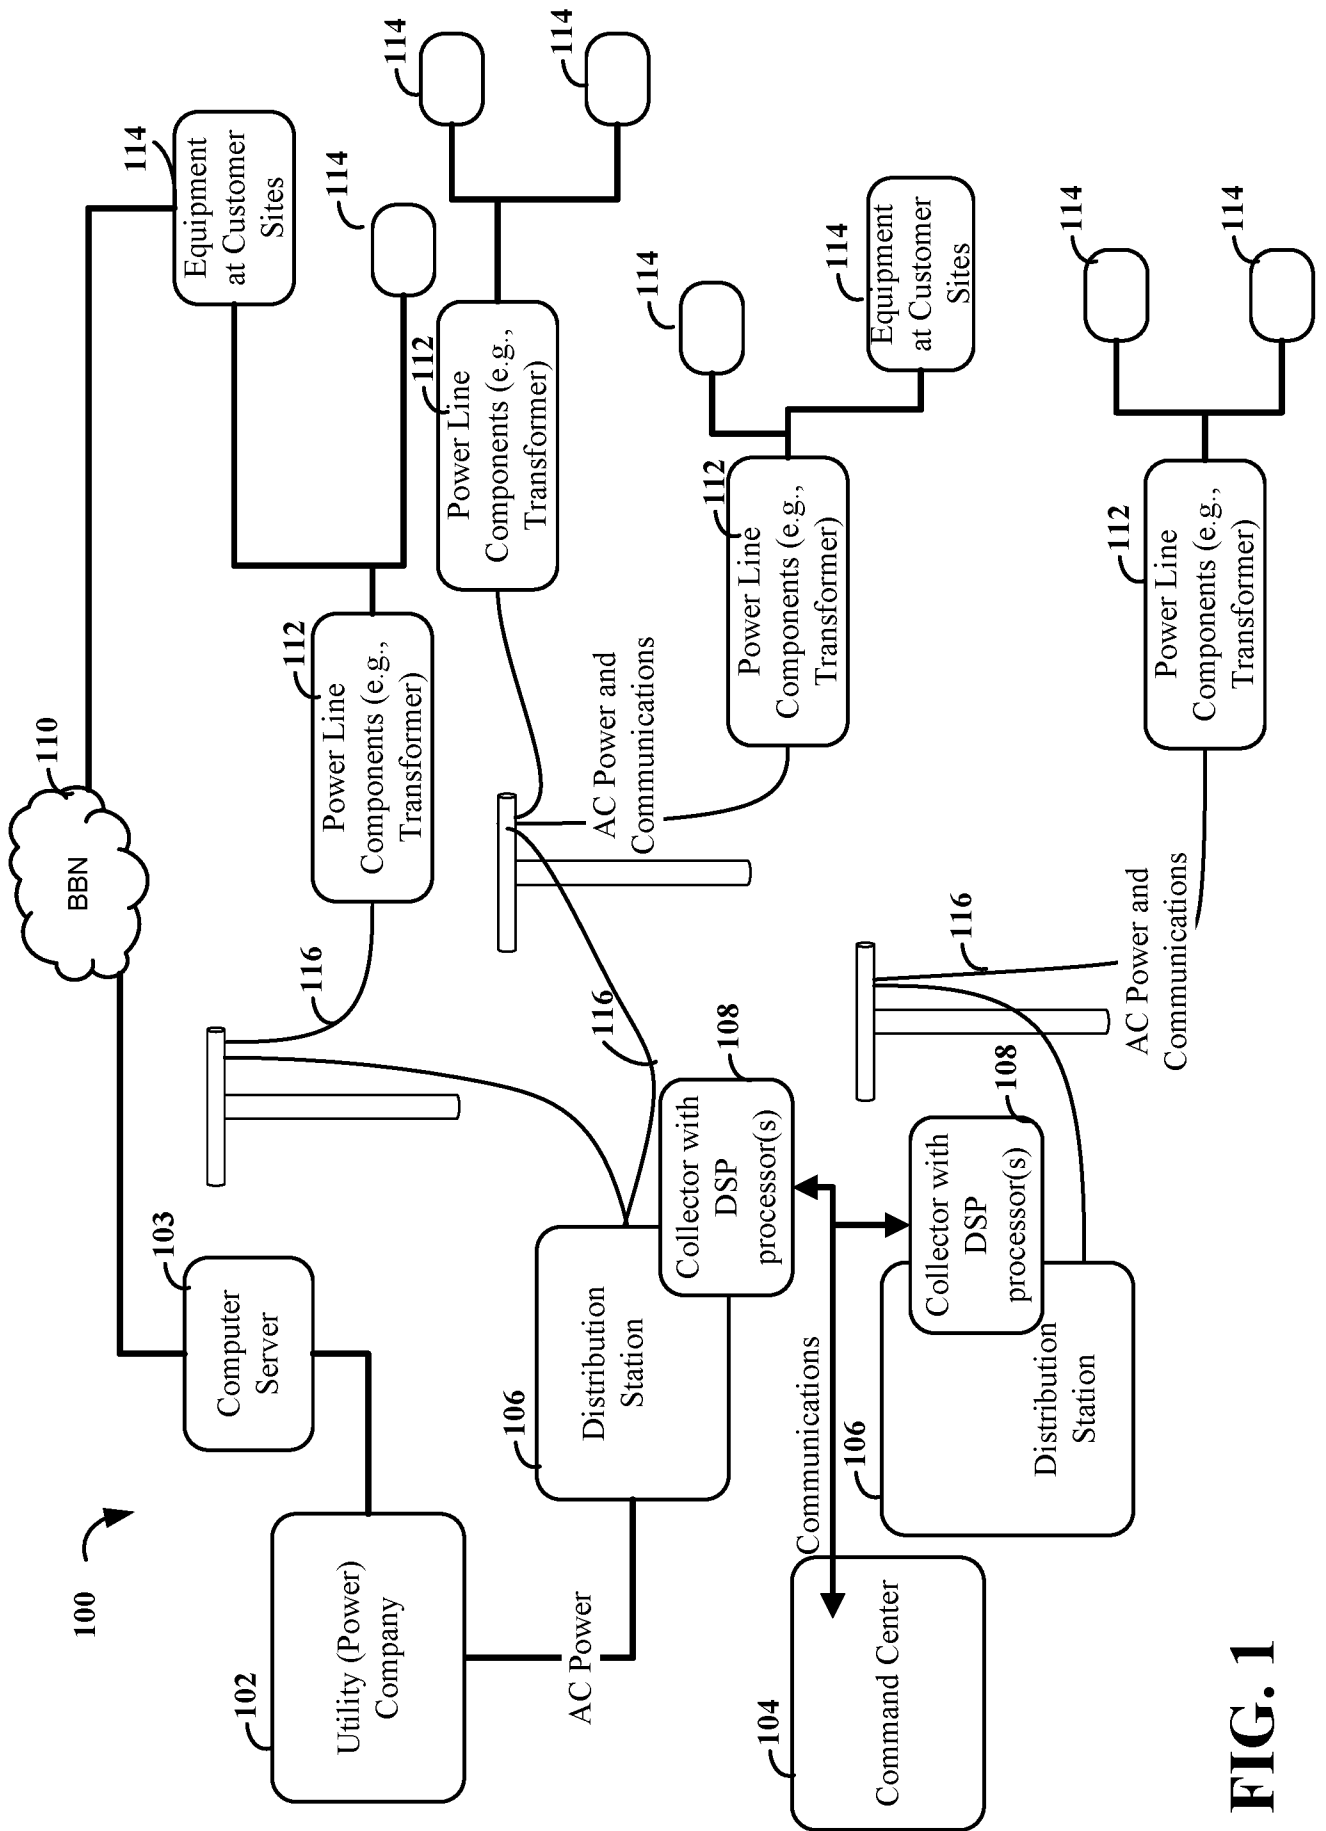 100
110
BBN
103
Computer
Server
102
Utility (Power)
Company
AC Power
106
Distribution
Station
108
Collector with
DSP
processor(s)
104
Command Center
Communications
106
Distribution
Station
108
Collector with
DSP
processor(s)
116
116
116
112
Power Line
Components (e.g.,
Transformer)
112
Power Line
Components (e.g.,
Transformer)
AC Power and
Communications
112
Power Line
Components (e.g.,
Transformer)
AC Power and
Communications
112
Power Line
Components (e.g.,
Transformer)
114
Equipment
at Customer
Sites
114
114
114
114
114
Equipment
at Customer
Sites
114
114
FIG. 1